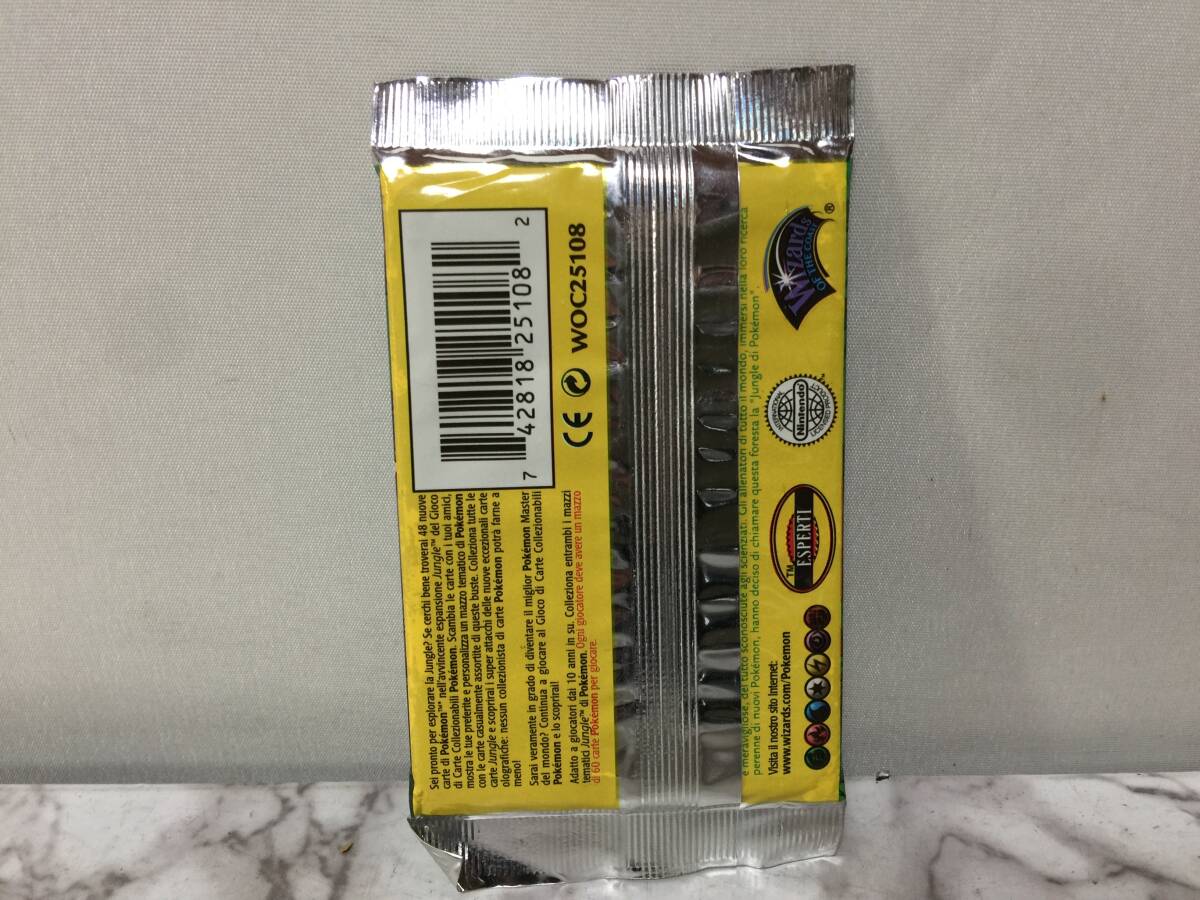 Sei pronto per esplorare la Jungle? Se cerchi bene troverai 48 nuove
carte di Pokémon™* nell'avvincente espansione Jungle™ del Gioco
di Carte Collezionabili Pokémon. Scambia le carte con i tuoi amici,
mostra le tue preferite e personalizza un mazzo tematico di Pokémon
con le carte casualmente assortite di queste buste. Colleziona tutte le
carte Jungle e scoprirai i super attacchi delle nuove eccezionali carte
olografiche: nessun collezionista di carte Pokémon potrà farne a
meno!
Sarai veramente in grado di diventare il miglior Pokémon Master
del mondo? Continua a giocare al Gioco di Carte Collezionabili
Pokémon e lo scoprirai!
Adatto a giocatori dai 10 anni in su. Colleziona entrambi i mazzi
tematici Jungle™ di Pokémon. Ogni giocatore deve avere un mazzo
di 60 carte Pokémon per giocare.
7 42818 25108 2
CE WOC25108
e meravigliose, del tutto sconosciute agli scienziati. Gli allenatori di tutto il mondo, immersi nella loro ricerca
perenne di nuovi Pokémon, hanno deciso di chiamare questa foresta la "Jungle di Pokémon".
Visita il nostro sito Internet:
www.wizards.com/Pokemon
ESPERTI ™
Nintendo
INTERNATIONAL
LICENSED PRODUCT
Wizards
OF THE COAST ®